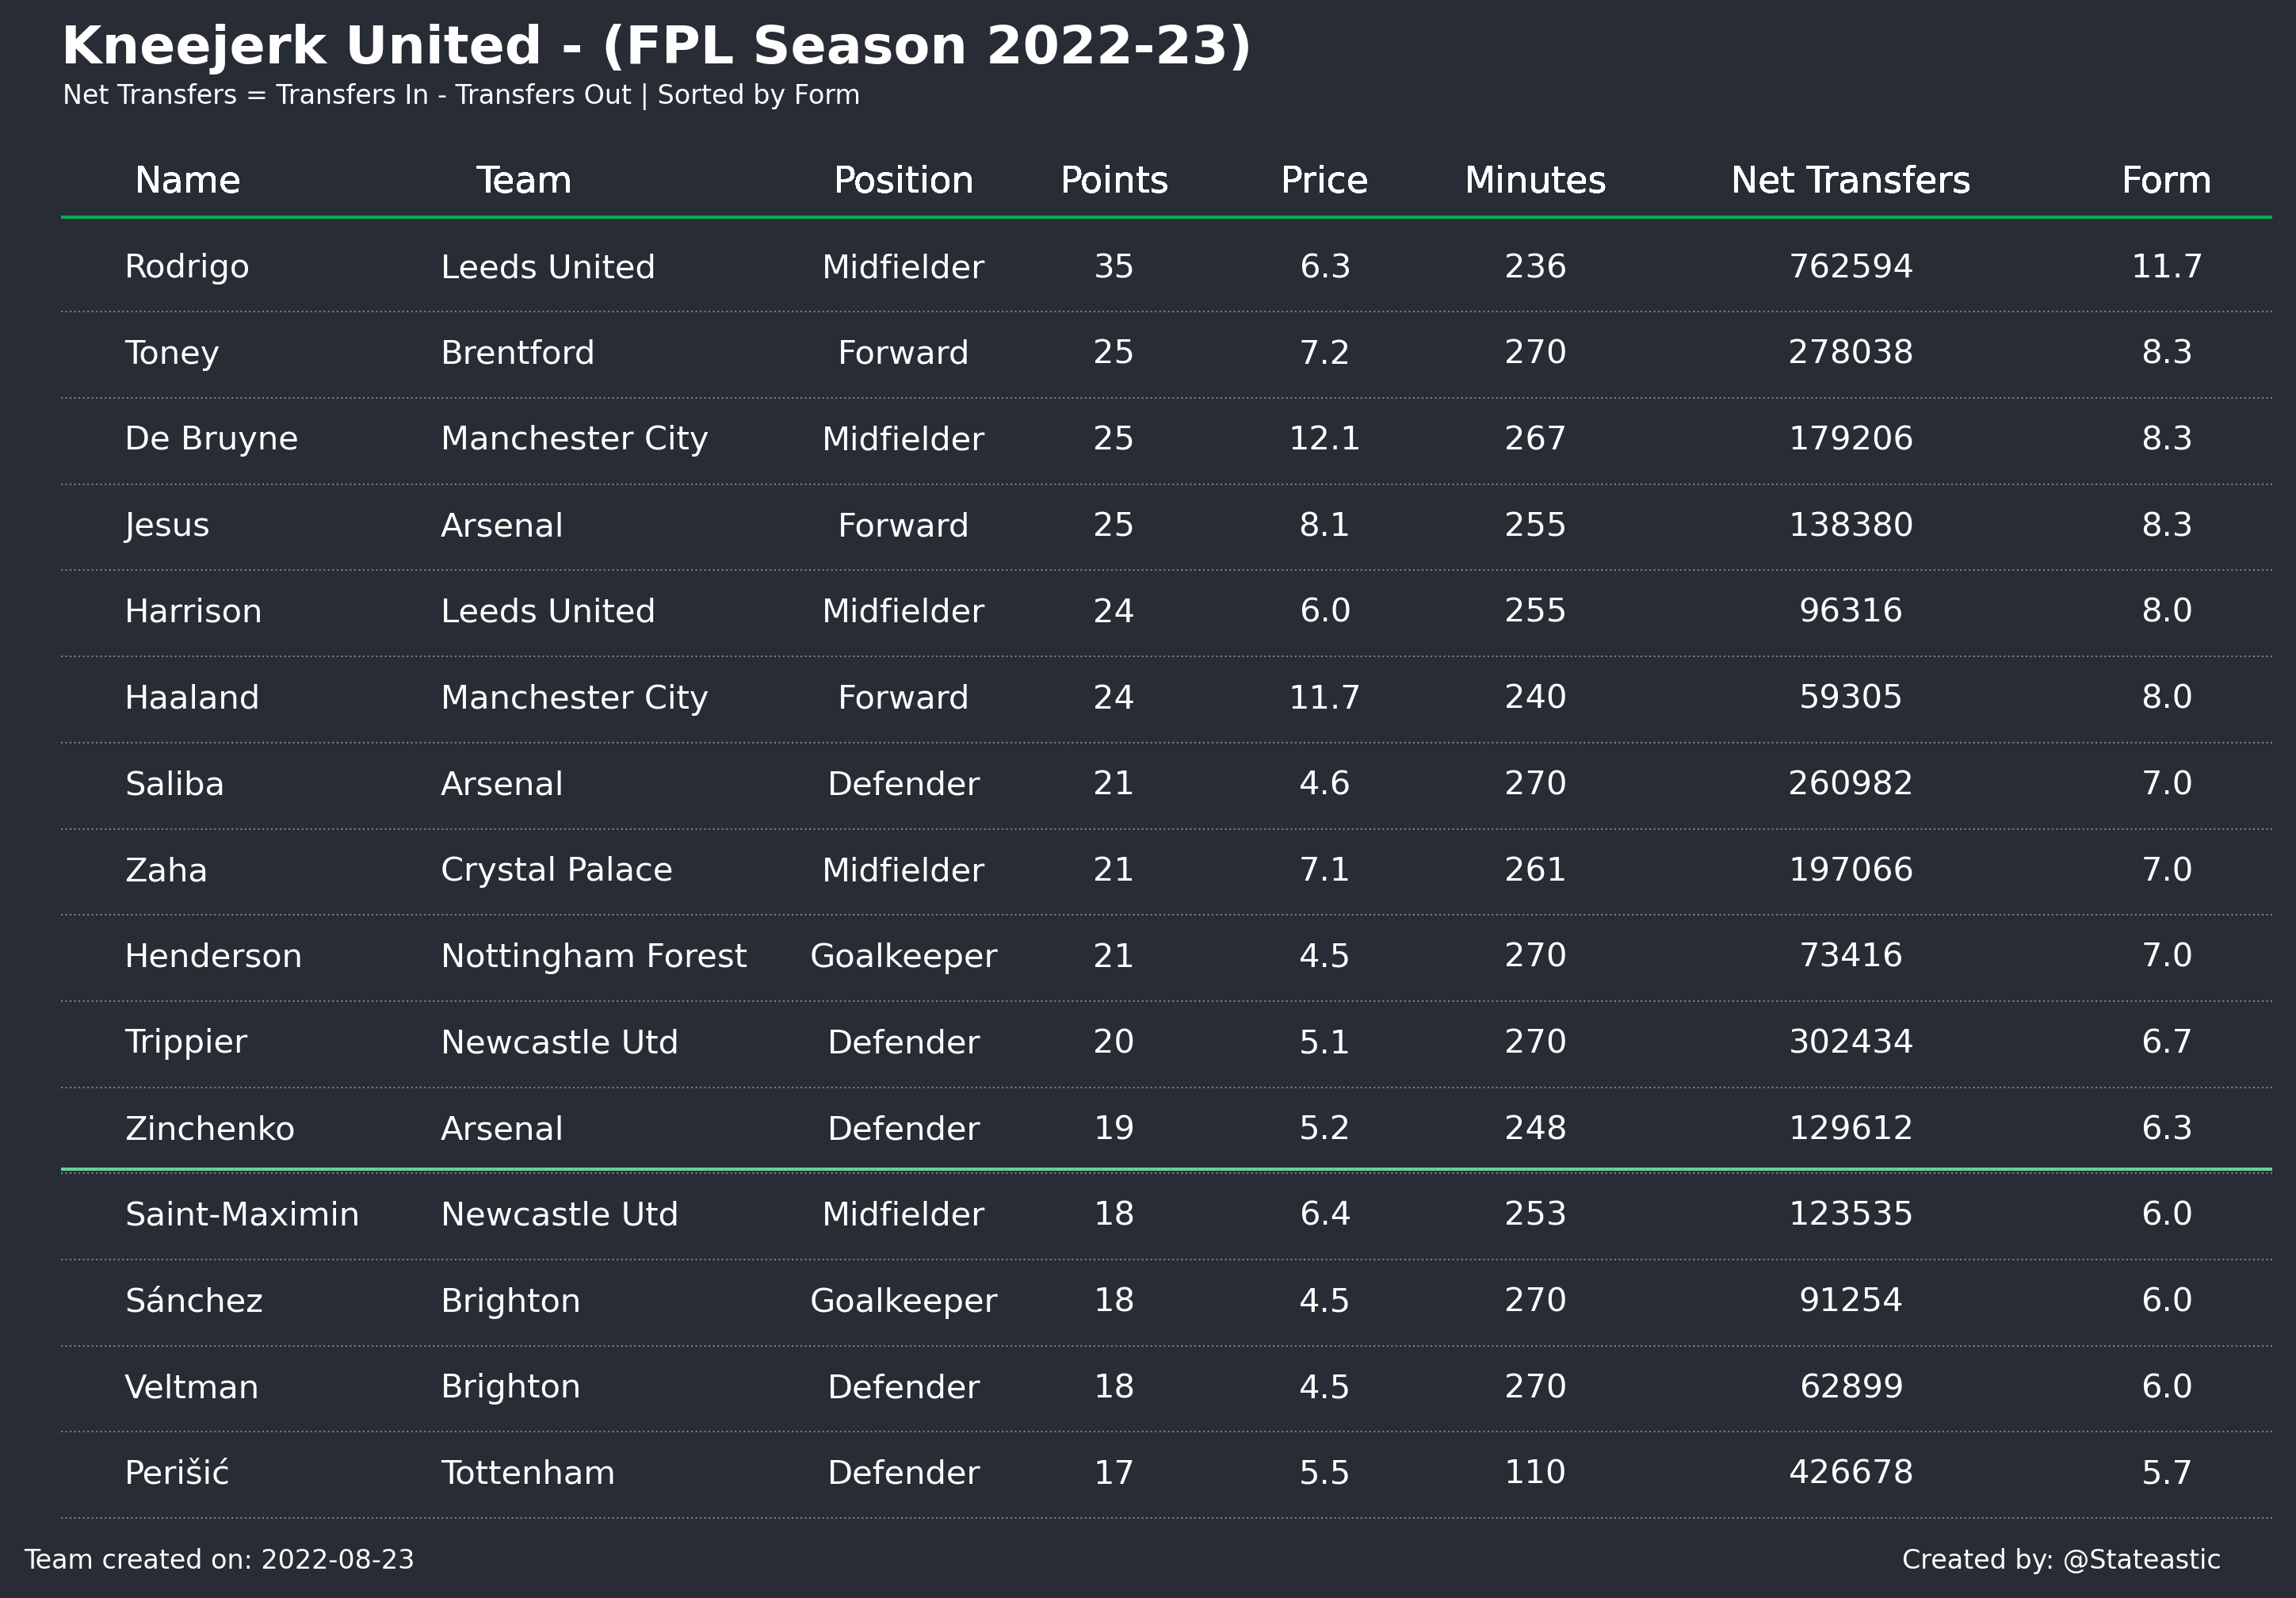 Kneejerk United - (FPL Season 2022-23)
Net Transfers = Transfers In - Transfers Out | Sorted by Form
Name Team Position Points Price Minutes Net Transfers Form
Rodrigo Leeds United Midfielder 35 6.3 236 762594 11.7
Toney Brentford Forward 25 7.2 270 278038 8.3
De Bruyne Manchester City Midfielder 25 12.1 267 179206 8.3
Jesus Arsenal Forward 25 8.1 255 138380 8.3
Harrison Leeds United Midfielder 24 6.0 255 96316 8.0
Haaland Manchester City Forward 24 11.7 240 59305 8.0
Saliba Arsenal Defender 21 4.6 270 260982 7.0
Zaha Crystal Palace Midfielder 21 7.1 261 197066 7.0
Henderson Nottingham Forest Goalkeeper 21 4.5 270 73416 7.0
Trippier Newcastle Utd Defender 20 5.1 270 302434 6.7
Zinchenko Arsenal Defender 19 5.2 248 129612 6.3
Saint-Maximin Newcastle Utd Midfielder 18 6.4 253 123535 6.0
Sánchez Brighton Goalkeeper 18 4.5 270 91254 6.0
Veltman Brighton Defender 18 4.5 270 62899 6.0
Perišić Tottenham Defender 17 5.5 110 426678 5.7
Team created on: 2022-08-23 Created by: @Stateastic